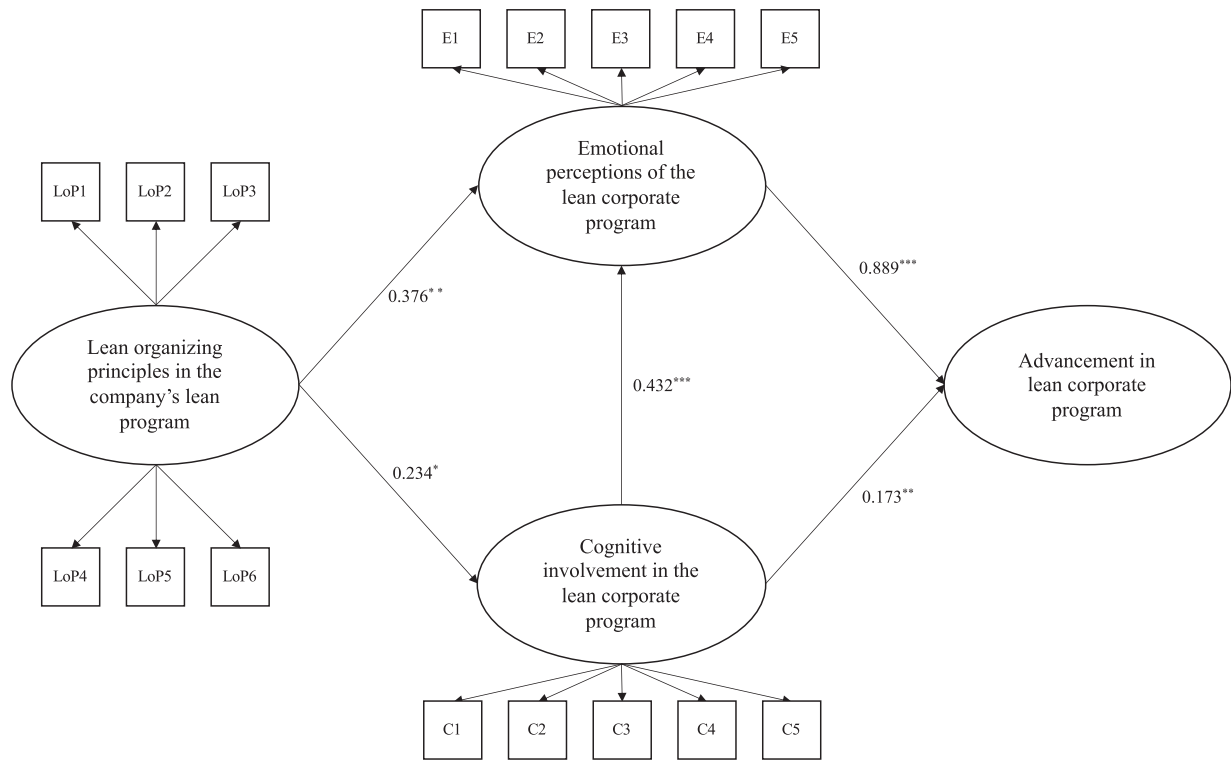 E1
E2
E3
E4
E5
Emotional
perceptions of the
lean corporate
program
LoP1
LoP2
LoP3
0.376**
0.889***
Lean organizing
principles in the
company’s lean
program
0.432***
Advancement in
lean corporate
program
0.234*
0.173**
LoP4
LoP5
LoP6
Cognitive
involvement in the
lean corporate
program
C1
C2
C3
C4
C5